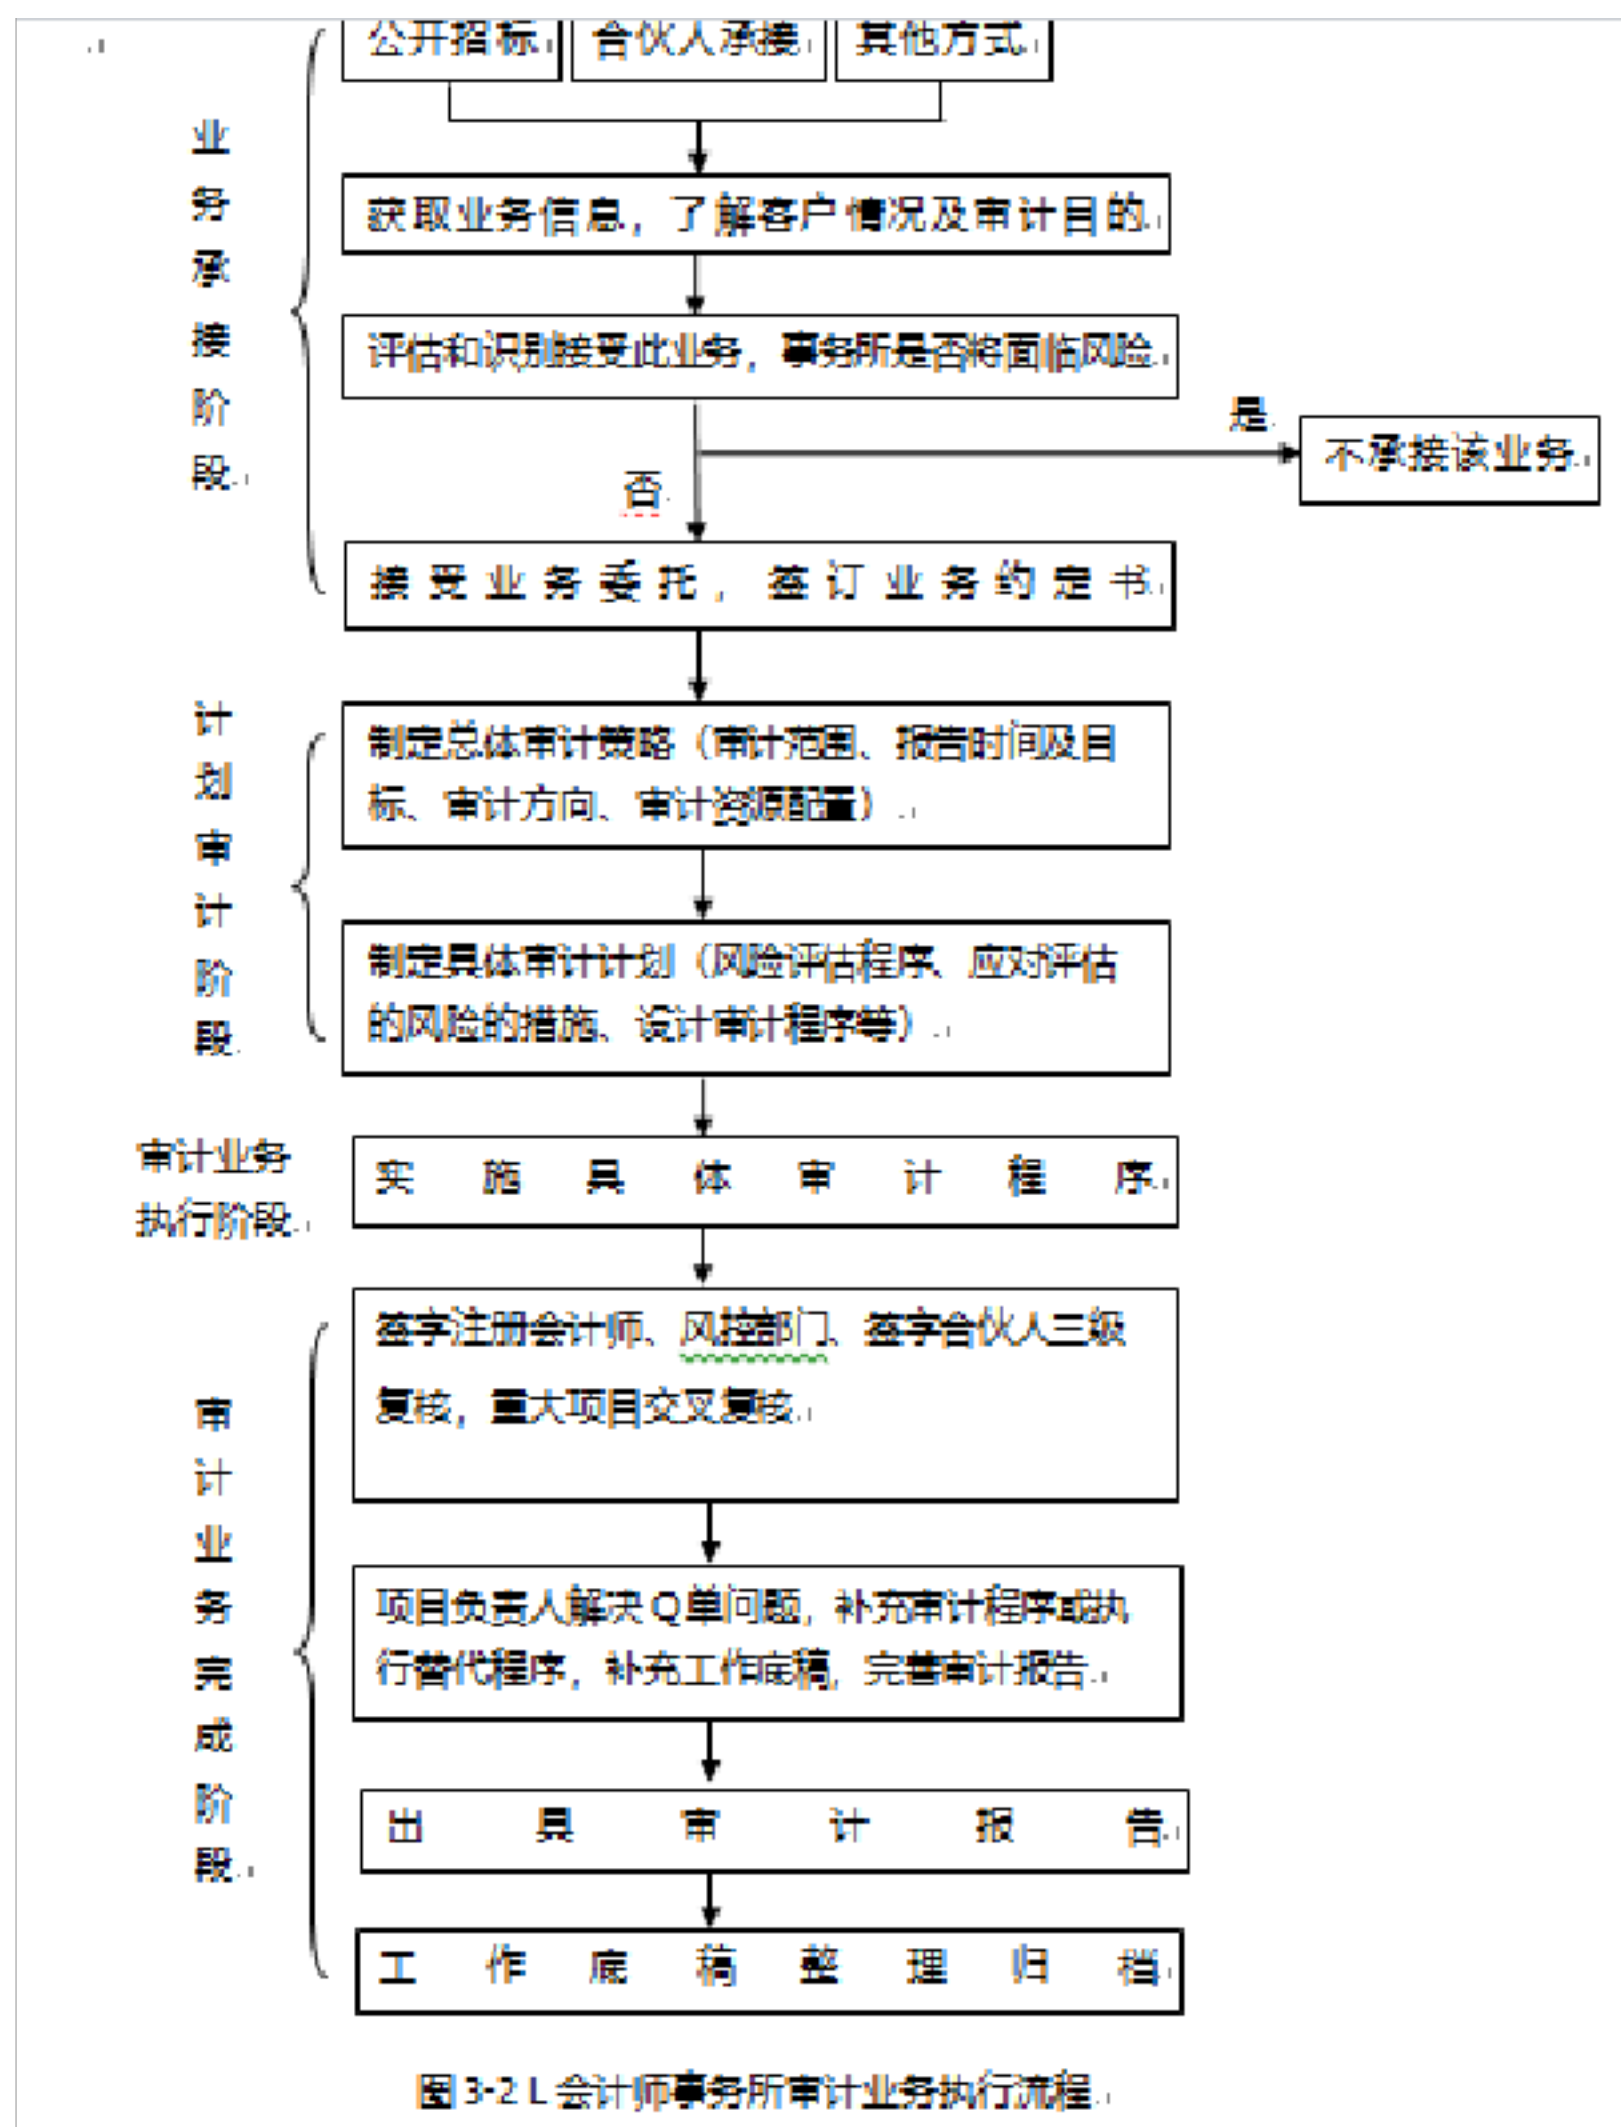 公开招标
合伙人承接
其他方式
业务承接阶段
获取业务信息，了解客户情况及审计目的
评估和识别接受此业务，事务所是否将面临风险
是
不承接该业务
否
接受业务委托，签订业务约定书
计划审计阶段
制定总体审计策略（审计范围、报告时间及目
标、审计方向、审计资源配置）
制定具体审计计划（风险评估程序、应对评估
的风险的措施、设计审计程序等）
审计业务
执行阶段
实施具体审计程序
审计业务完成阶段
签字注册会计师、风控部门、签字合伙人三级
复核，重大项目交叉复核
项目负责人解决Q单问题，补充审计程序或执
行替代程序，补充工作底稿，完善审计报告
出具审计报告
工作底稿整理归档
图 3-2 L 会计师事务所审计业务执行流程